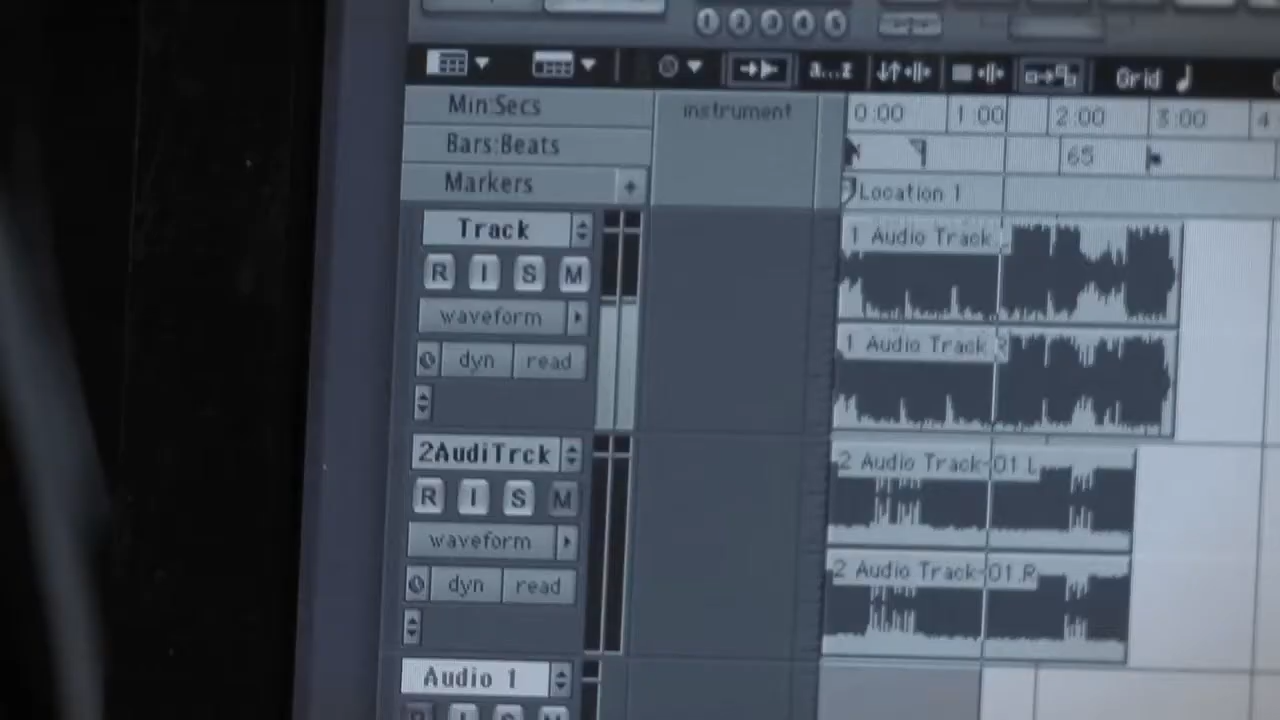 1 2 3 4 5
a...z Grid
Min:Secs instrument 0:00 1:00 2:00 3:00 4
Bars:Beats 65
Markers + Location 1
Track 1 Audio Track
R I S M
waveform
1 Audio Track R
dyn read
2AudiTrck 2 Audio Track-01 L
R I S M
waveform
2 Audio Track-01.R
dyn read
Audio 1
R I S M